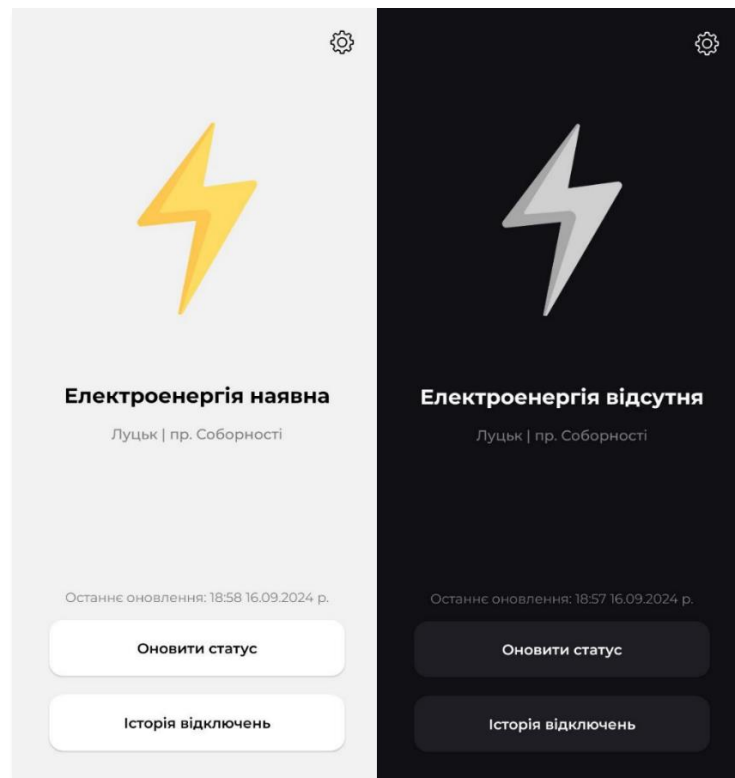 Електроенергія наявна
Луцьк | пр. Соборності
Останнє оновлення: 18:58 16.09.2024 р.
Оновити статус
Історія відключень
Електроенергія відсутня
Луцьк | пр. Соборності
Останнє оновлення: 18:57 16.09.2024 р.
Оновити статус
Історія відключень